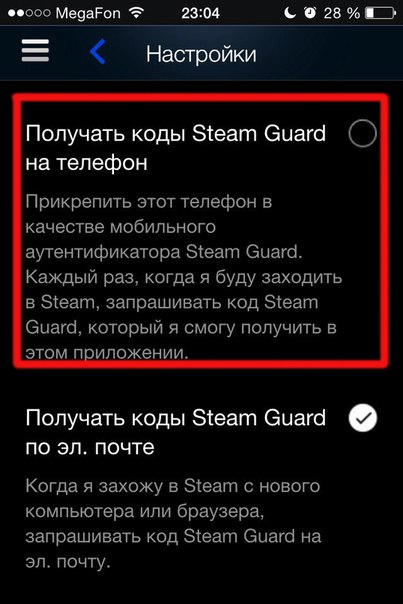 MegaFon 23:04 28 %
Настройки
Получать коды Steam Guard
на телефон
Прикрепить этот телефон в
качестве мобильного
аутентификатора Steam Guard.
Каждый раз, когда я буду заходить
в Steam, запрашивать код Steam
Guard, который я смогу получить в
этом приложении.
Получать коды Steam Guard
по эл. почте
Когда я захожу в Steam с нового
компьютера или браузера,
запрашивать код Steam Guard на
эл. почту.